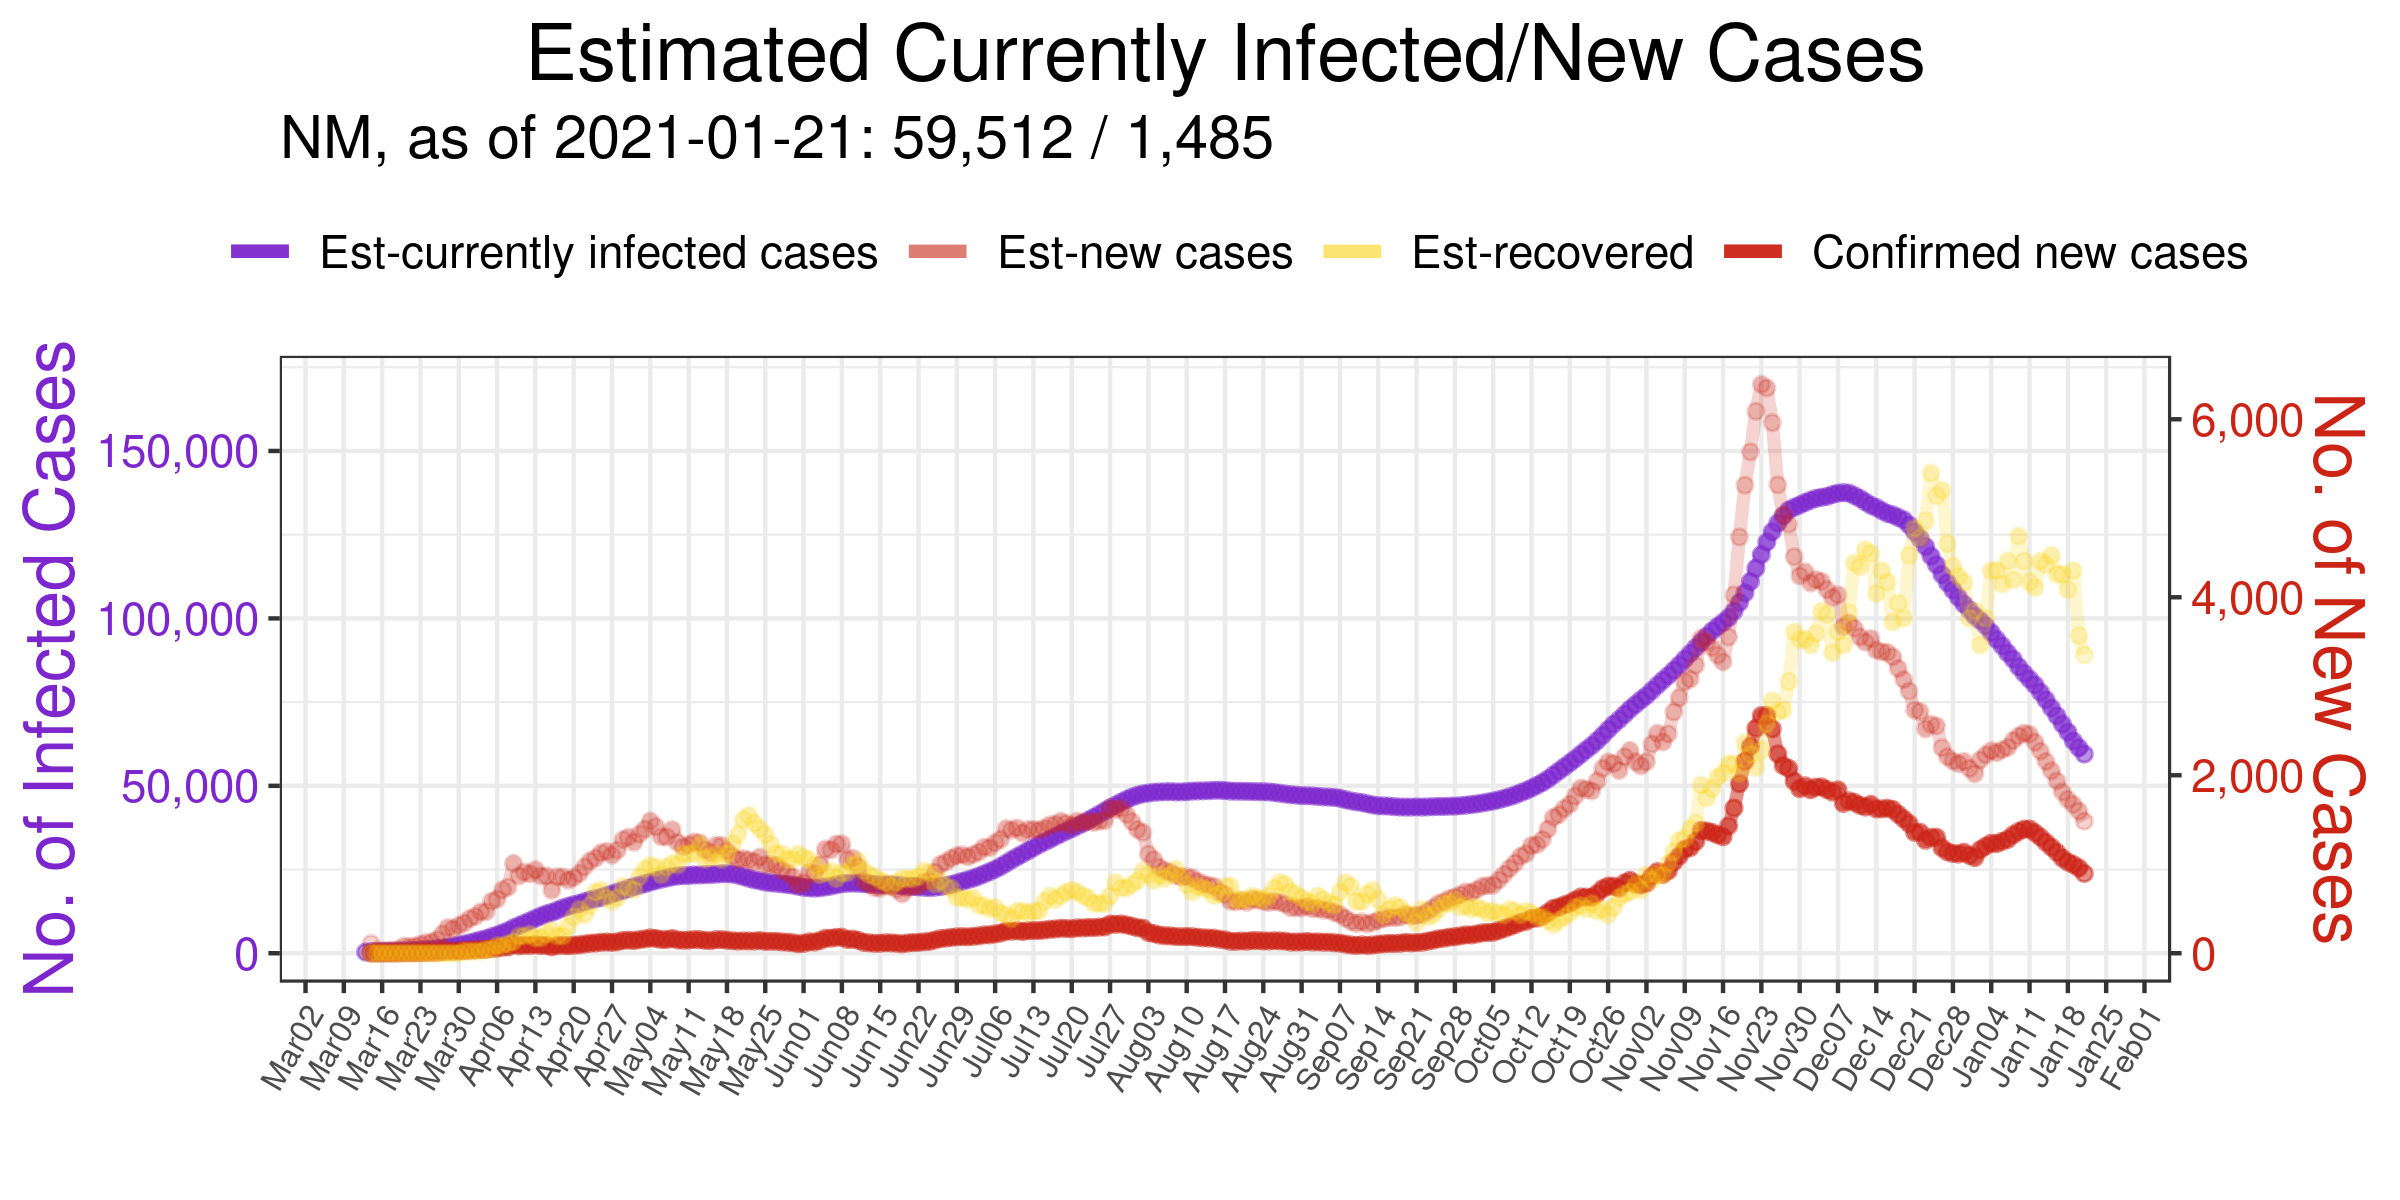 Estimated Currently Infected/New Cases
NM, as of 2021-01-21: 59,512 / 1,485
Est-currently infected cases Est-new cases Est-recovered Confirmed new cases
No. of Infected Cases
150,000
100,000
50,000
0
6,000
4,000
2,000
0
No. of New Cases
Mar02 Mar09 Mar16 Mar23 Mar30 Apr06 Apr13 Apr20 Apr27 May04 May11 May18 May25 Jun01 Jun08 Jun15 Jun22 Jun29 Jul06 Jul13 Jul20 Jul27 Aug03 Aug10 Aug17 Aug24 Aug31 Sep07 Sep14 Sep21 Sep28 Oct05 Oct12 Oct19 Oct26 Nov02 Nov09 Nov16 Nov23 Nov30 Dec07 Dec14 Dec21 Dec28 Jan04 Jan11 Jan18 Jan25 Feb01